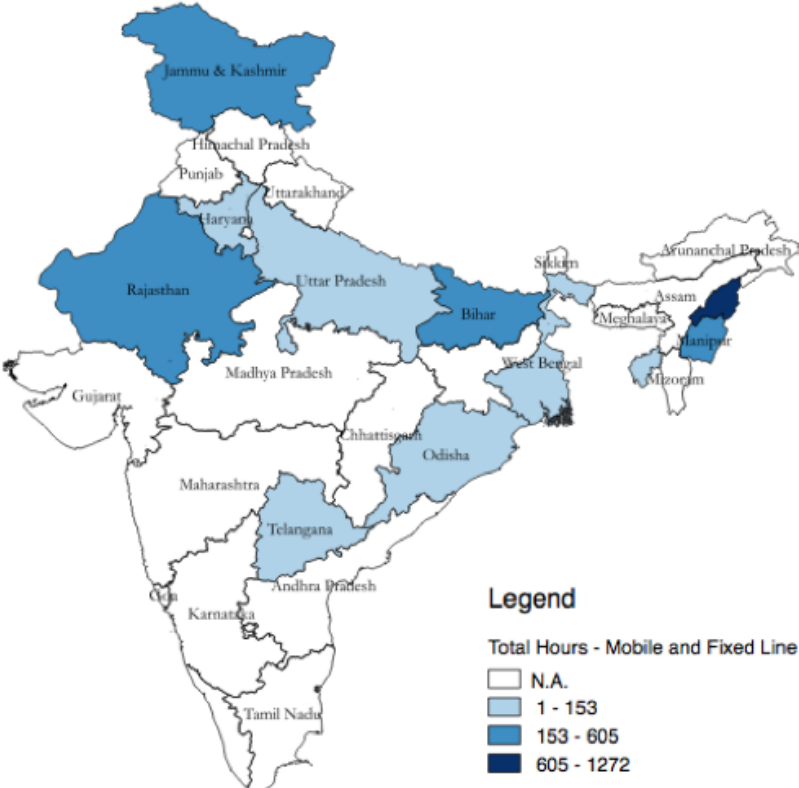 Jammu & Kashmir
Himachal Pradesh
Punjab
Uttarakhand
Haryana
Arunanchal Pradesh
Sikkim
Uttar Pradesh
Rajasthan
Assam
Bihar
Meghalaya
Manipur
West Bengal
Madhya Pradesh
Mizoram
Gujarat
Chhattisgarh
Odisha
Maharashtra
Telangana
Andhra Pradesh
Goa
Karnataka
Tamil Nadu
Legend
Total Hours - Mobile and Fixed Line
N.A.
1 - 153
153 - 605
605 - 1272